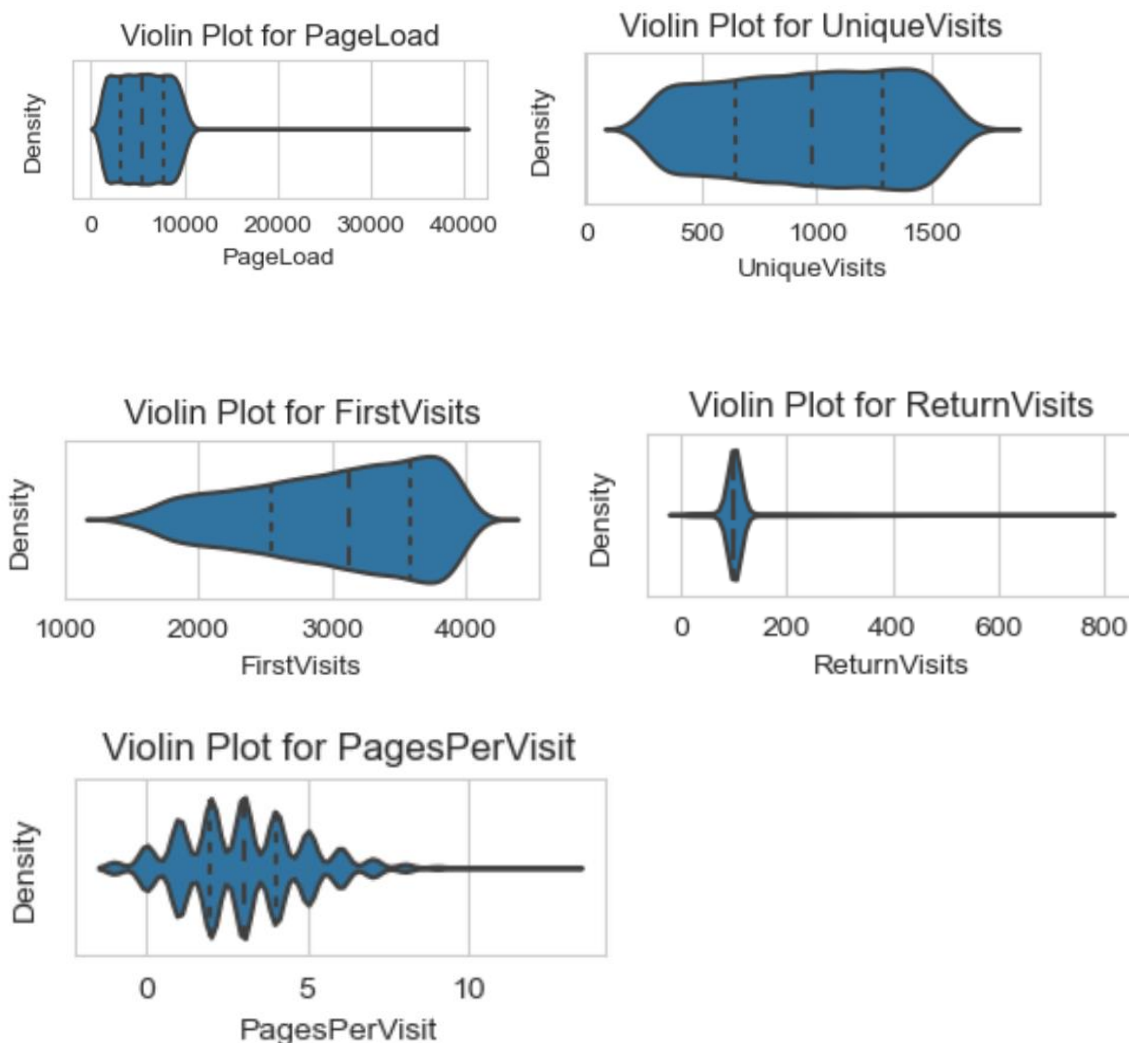 Violin Plot for PageLoad
Density
0 10000 20000 30000 40000
PageLoad
Violin Plot for UniqueVisits
Density
0 500 1000 1500
UniqueVisits
Violin Plot for FirstVisits
Density
1000 2000 3000 4000
FirstVisits
Violin Plot for ReturnVisits
Density
0 200 400 600 800
ReturnVisits
Violin Plot for PagesPerVisit
Density
0 5 10
PagesPerVisit